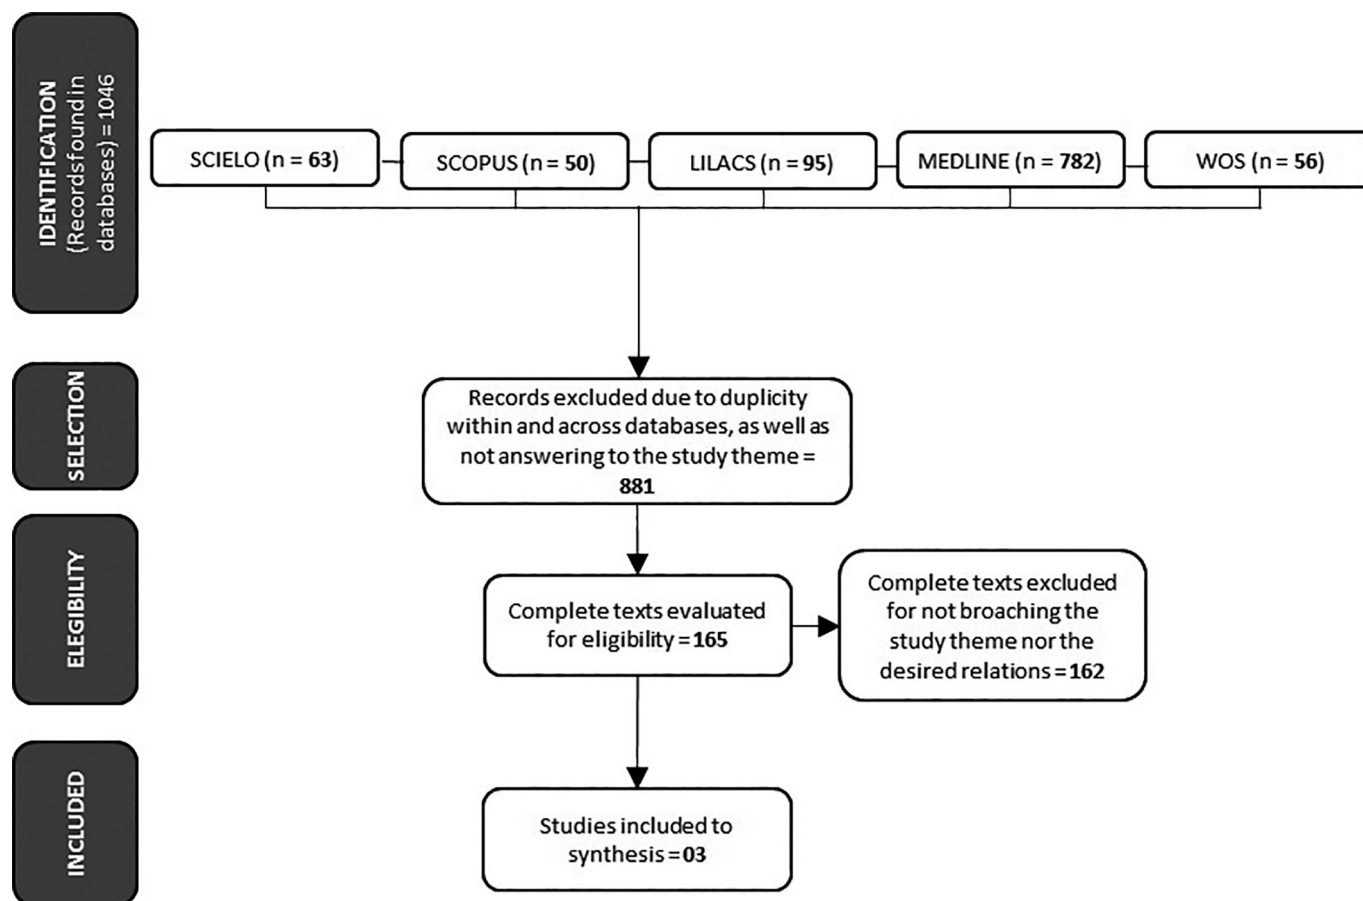 IDENTIFICATION
(Recordsfound in
databases) = 1046
SCIELO (n = 63)
SCOPUS (n = 50)
LILACS (n = 95)
MEDLINE (n = 782)
WOS (n = 56)
SELECTION
Records excluded due to duplicity
within and across databases, as well as
not answering to the study theme =
881
ELEGIBILITY
Complete texts evaluated
for eligibility = 165
Complete texts excluded
for not broaching the
study theme nor the
desired relations = 162
INCLUDED
Studies included to
synthesis = 03